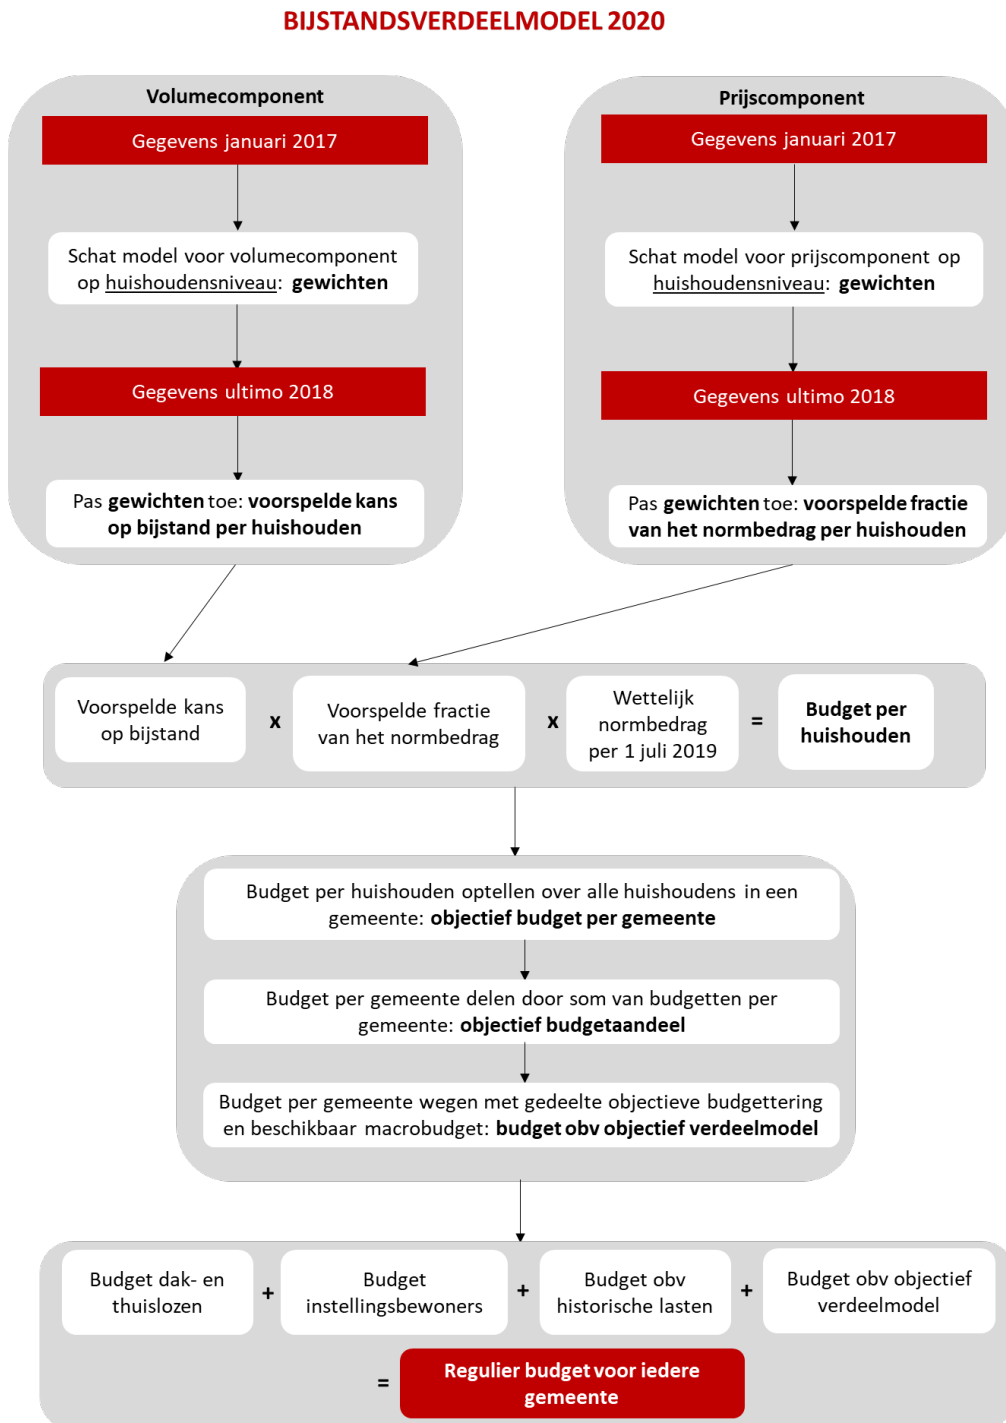 BIJSTANDSVERDEELMODEL 2020
Volumecomponent
Gegevens januari 2017
Schat model voor volumecomponent
op huishoudensniveau: gewichten
Gegevens ultimo 2018
Pas gewichten toe: voorspelde kans
op bijstand per huishouden
Prijscomponent
Gegevens januari 2017
Schat model voor prijscomponent op
huishoudensniveau: gewichten
Gegevens ultimo 2018
Pas gewichten toe: voorspelde fractie
van het normbedrag per huishouden
Voorspelde kans
op bijstand
x
Voorspelde fractie
van het normbedrag
x
Wettelijk
normbedrag
per 1 juli 2019
=
Budget per
huishouden
Budget per huishouden optellen over alle huishoudens in een
gemeente: objectief budget per gemeente
Budget per gemeente delen door som van budgetten per
gemeente: objectief budgetaandeel
Budget per gemeente wegen met gedeelte objectieve budgettering
en beschikbaar macrobudget: budget obv objectief verdeelmodel
Budget dak- en
thuislozen
+
Budget
instellingsbewoners
+
Budget obv
historische lasten
+
Budget obv objectief
verdeelmodel
=
Regulier budget voor iedere
gemeente